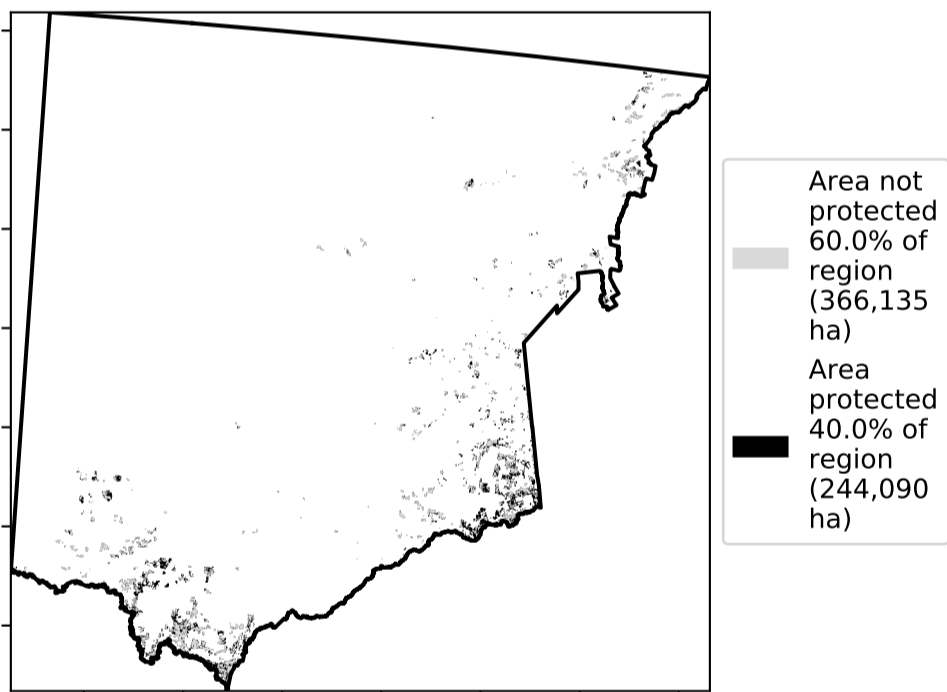 Area not
protected
60.0% of
region
(366,135
ha)
Area
protected
40.0% of
region
(244,090
ha)